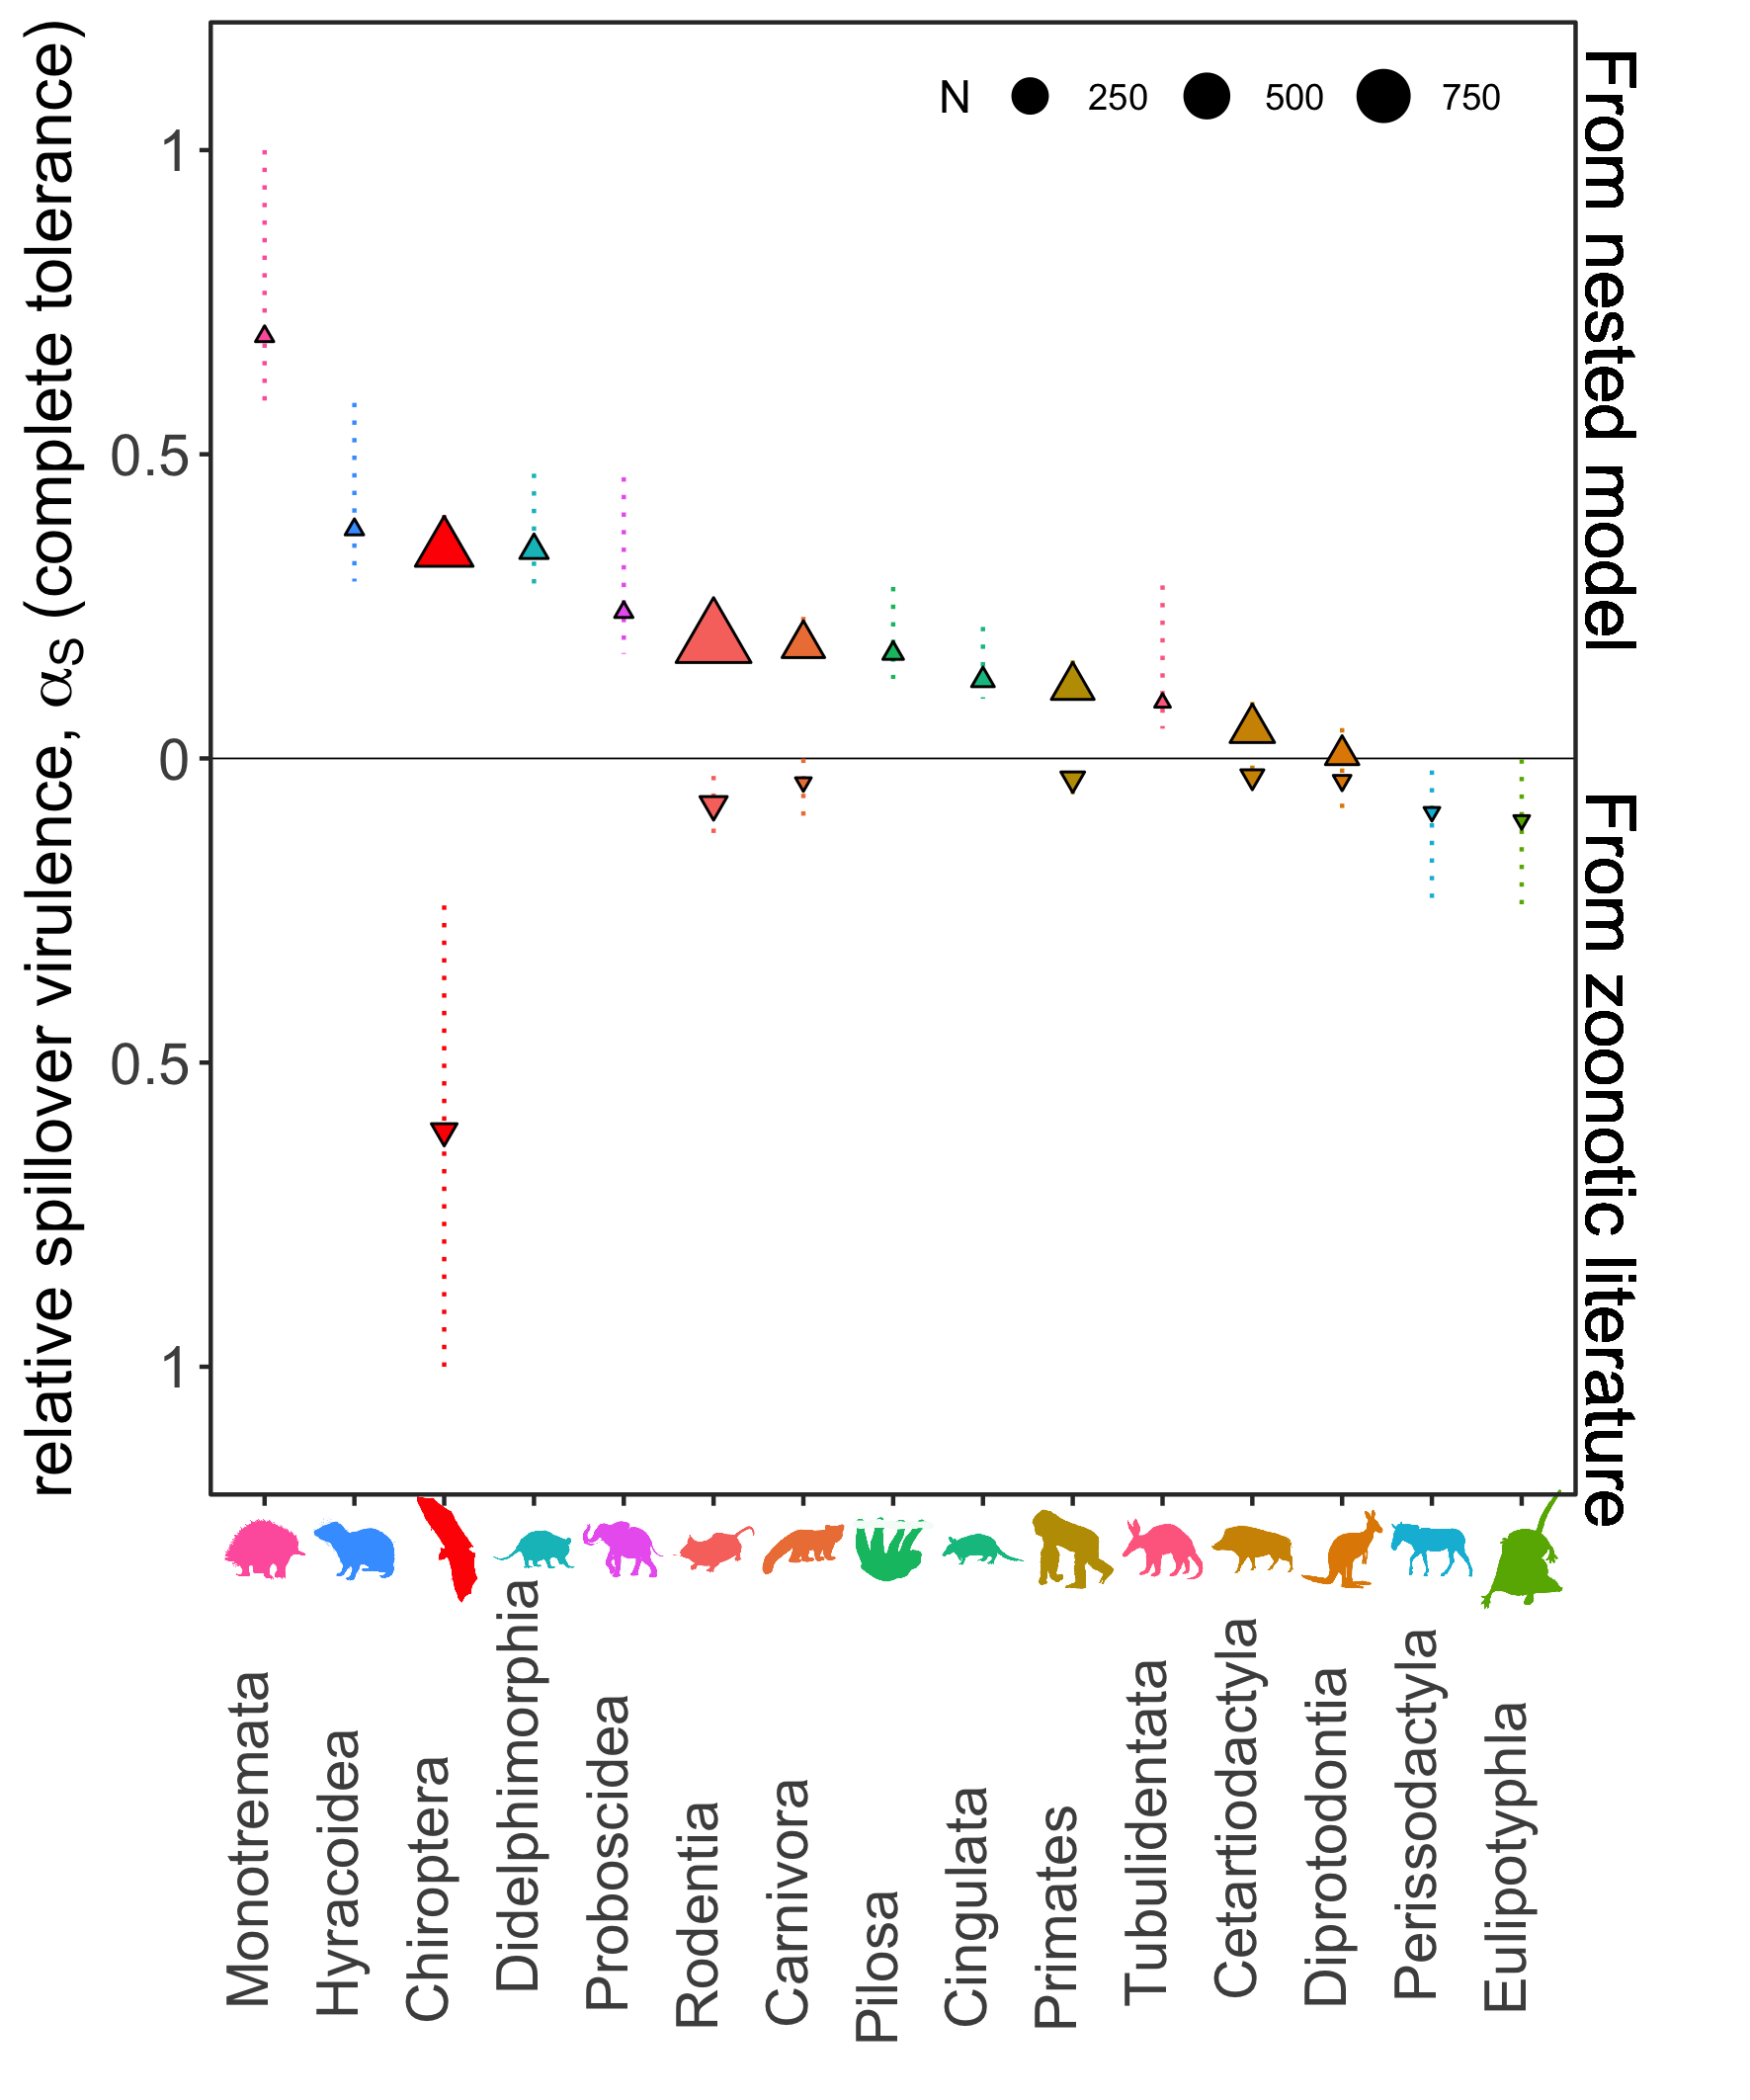 relative spillover virulence, αS (complete tolerance)
N 250 500 750
1
0.5
0
0.5
1
From nested model
From zoonotic literature
Monotremata
Hyracoidea
Chiroptera
Didelphimorphia
Proboscidea
Rodentia
Carnivora
Pilosa
Cingulata
Primates
Tubulidentata
Cetartiodactyla
Diprotodontia
Perissodactyla
Eulipotyphla